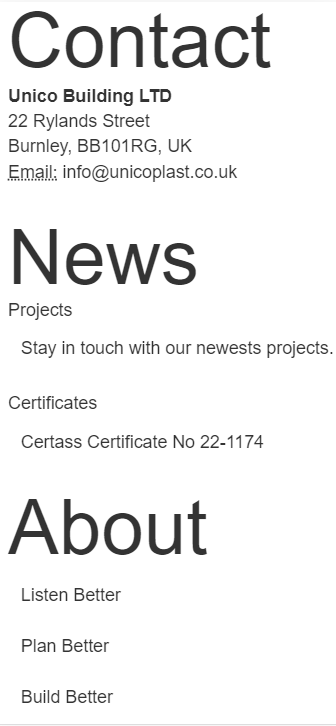 Contact
Unico Building LTD
22 Rylands Street
Burnley, BB101RG, UK
Email: info@unicoplast.co.uk
News
Projects
Stay in touch with our newests projects.
Certificates
Certass Certificate No 22-1174
About
Listen Better
Plan Better
Build Better